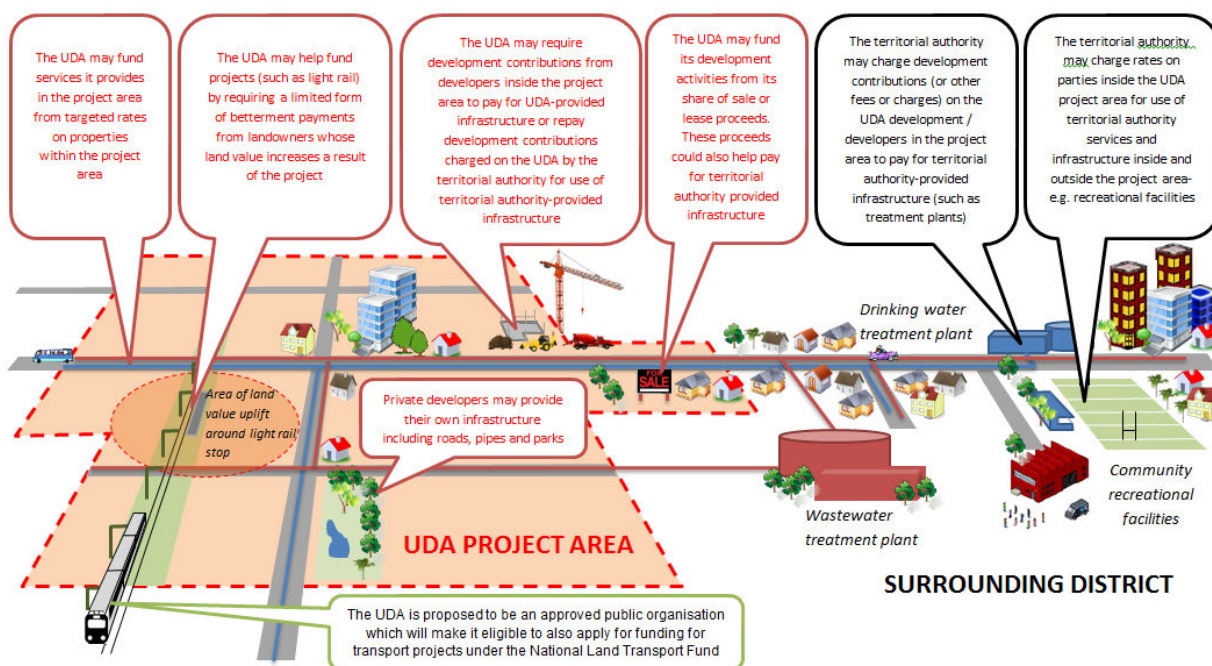 The UDA may fund
services it provides
in the project area
from targeted rates
on properties
within the project
area
The UDA may help fund
projects (such as light rail)
by requiring a limited form
of betterment payments
from landowners whose
land value increases a result
of the project
The UDA may require
development contributions from
developers inside the project
area to pay for UDA-provided
infrastructure or repay
development contributions
charged on the UDA by the
territorial authority for use of
territorial authority-provided
infrastructure
The UDA may fund
its development
activities from its
share of sale or
lease proceeds.
These proceeds
could also help pay
for territorial
authority provided
infrastructure
The territorial authority
may charge development
contributions (or other
fees or charges) on the
UDA development /
developers in the project
area to pay for territorial
authority-provided
infrastructure (such as
treatment plants)
The territorial authority
may charge rates on
parties inside the UDA
project area for use of
territorial authority
services and
infrastructure inside and
outside the project area-
e.g. recreational facilities
Drinking water
treatment plant
FOR
SALE
Area of land
value uplift
around light rail
stop
Private developers may provide
their own infrastructure
including roads, pipes and parks
Community
recreational
facilities
Wastewater
treatment plant
UDA PROJECT AREA
SURROUNDING DISTRICT
The UDA is proposed to be an approved public organisation
which will make it eligible to also apply for funding for
transport projects under the National Land Transport Fund